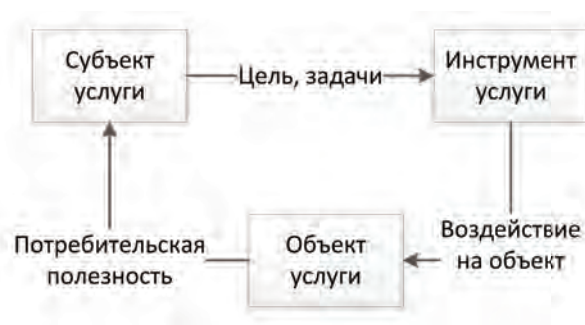 Субъект
услуги
Цель, задачи
Инструмент
услуги
Потребительская
полезность
Объект
услуги
Воздействие
на объект